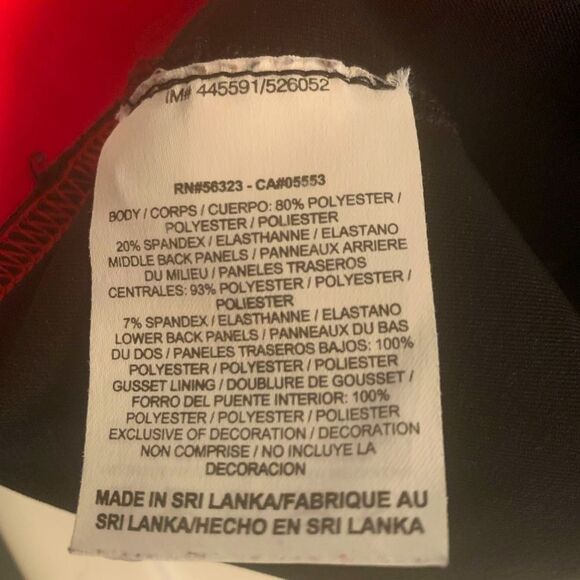 IM# 445591/526052
RN#56323 - CA#05553
BODY / CORPS / CUERPO: 80% POLYESTER /
POLYESTER / POLIESTER
20% SPANDEX / ELASTHANNE / ELASTANO
MIDDLE BACK PANELS / PANNEAUX ARRIERE
DU MILIEU / PANELES TRASEROS
CENTRALES: 93% POLYESTER / POLYESTER /
POLIESTER
7% SPANDEX / ELASTHANNE / ELASTANO
LOWER BACK PANELS / PANNEAUX DU BAS
DU DOS / PANELES TRASEROS BAJOS: 100%
POLYESTER / POLYESTER / POLIESTER
GUSSET LINING / DOUBLURE DE GOUSSET /
FORRO DEL PUENTE INTERIOR: 100%
POLYESTER / POLYESTER / POLIESTER
EXCLUSIVE OF DECORATION / DECORATION
NON COMPRISE / NO INCLUYE LA
DECORACION
MADE IN SRI LANKA/FABRIQUE AU
SRI LANKA/HECHO EN SRI LANKA